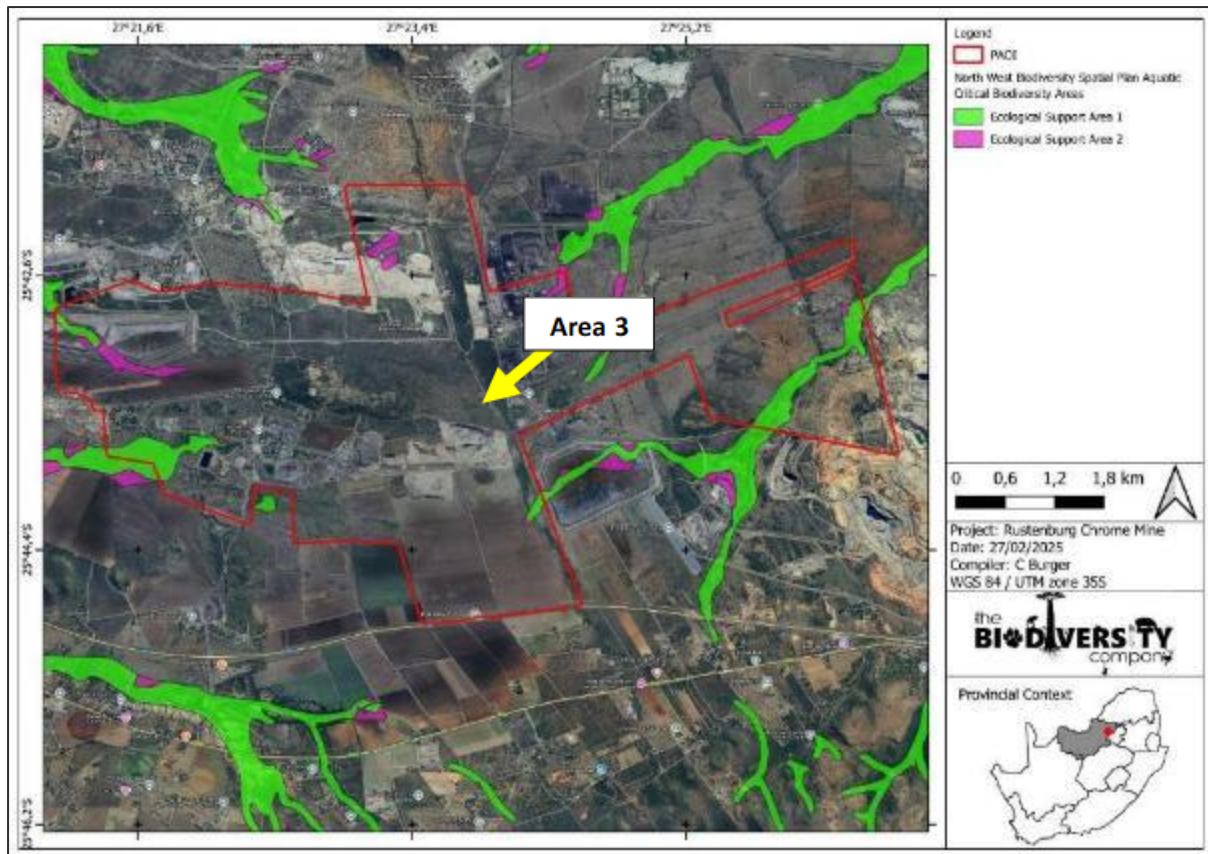 27°21,6'E
27°23,4'E
27°25,2'E
25°42,6'S
25°44,4'S
25°46,2'S
Area 3
Legend
PAOI
North West Biodiversity Spatial Plan Aquatic
Critical Biodiversity Areas
Ecological Support Area 1
Ecological Support Area 2
0 0,6 1,2 1,8 km
Project: Rustenburg Chrome Mine
Date: 27/02/2025
Compiler: C Burger
WGS 84 / UTM zone 35S
the
BIODIVERSITY
company
Provincial Context